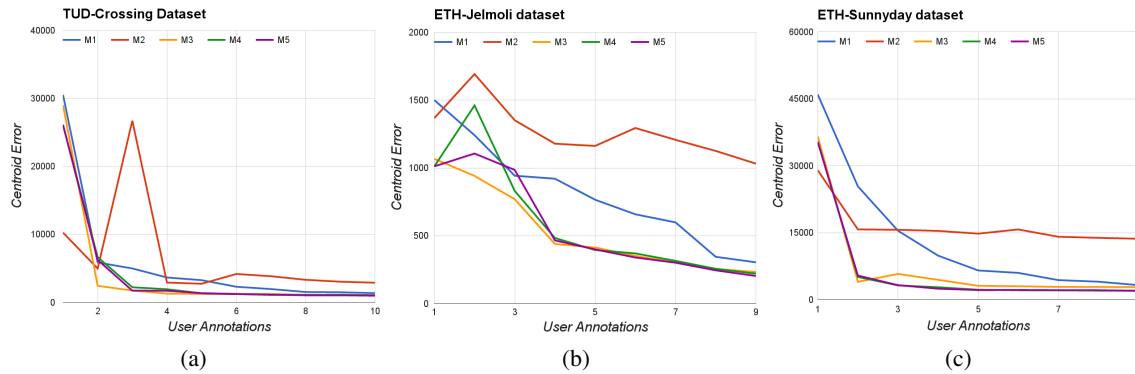 TUD-Crossing Dataset
40000
M1 M2 M3 M4 M5
30000
20000
10000
0
2 4 6 8 10
Centroid Error
User Annotations
(a)
ETH-Jelmoli dataset
2000
M1 M2 M3 M4 M5
1500
1000
500
0
1 3 5 7 9
Centroid Error
User Annotations
(b)
ETH-Sunnyday dataset
60000
M1 M2 M3 M4 M5
45000
30000
15000
0
1 3 5 7
Centroid Error
User Annotations
(c)